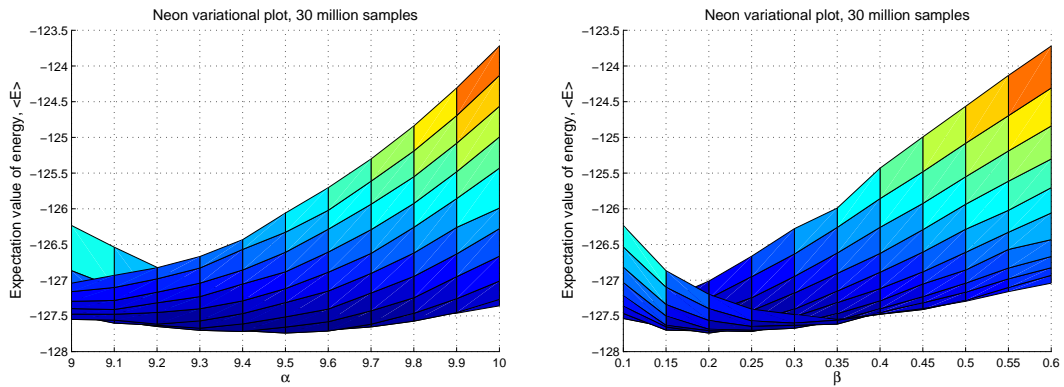 Neon variational plot, 30 million samples
Expectation value of energy, <E>
−123.5
−124
−124.5
−125
−125.5
−126
−126.5
−127
−127.5
−128
9 9.1 9.2 9.3 9.4 9.5 9.6 9.7 9.8 9.9 10
α
Neon variational plot, 30 million samples
Expectation value of energy, <E>
−123.5
−124
−124.5
−125
−125.5
−126
−126.5
−127
−127.5
−128
0.1 0.15 0.2 0.25 0.3 0.35 0.4 0.45 0.5 0.55 0.6
β